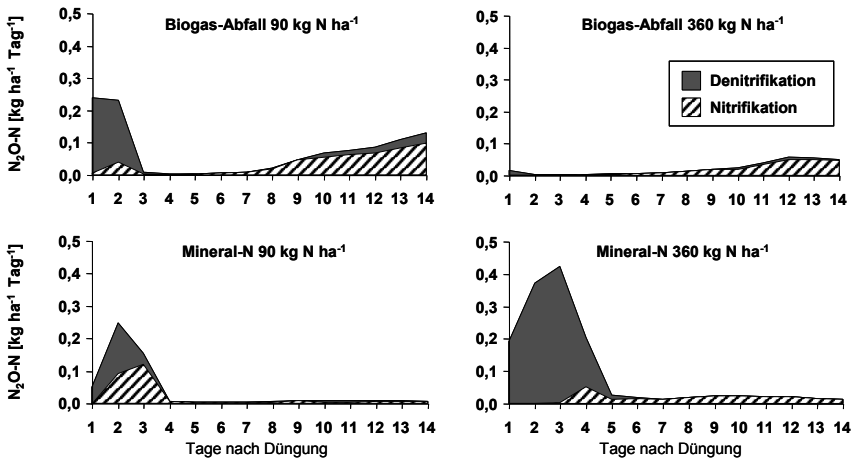 Biogas-Abfall 90 kg N ha⁻¹
N₂O-N [kg ha⁻¹ Tag⁻¹]
0,5
0,4
0,3
0,2
0,1
0,0
1 2 3 4 5 6 7 8 9 10 11 12 13 14
Biogas-Abfall 360 kg N ha⁻¹
0,5
0,4
0,3
0,2
0,1
0,0
Denitrifikation
Nitrifikation
1 2 3 4 5 6 7 8 9 10 11 12 13 14
Mineral-N 90 kg N ha⁻¹
N₂O-N [kg ha⁻¹ Tag⁻¹]
0,5
0,4
0,3
0,2
0,1
0,0
1 2 3 4 5 6 7 8 9 10 11 12 13 14
Tage nach Düngung
Mineral-N 360 kg N ha⁻¹
0,5
0,4
0,3
0,2
0,1
0,0
1 2 3 4 5 6 7 8 9 10 11 12 13 14
Tage nach Düngung